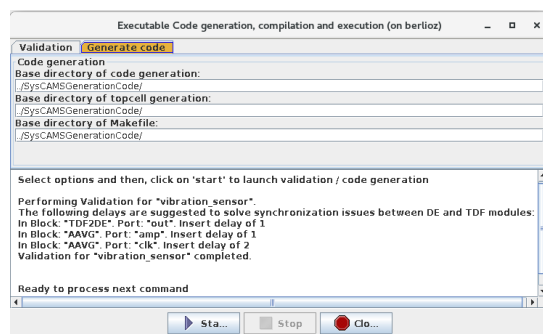 Executable Code generation, compilation and execution (on berlioz)
Validation Generate code
Code generation
Base directory of code generation:
../SysCAMSGenerationCode/
Base directory of topcell generation:
../SysCAMSGenerationCode/
Base directory of Makefile:
../SysCAMSGenerationCode/
Select options and then, click on 'start' to launch validation / code generation
Performing Validation for "vibration_sensor".
The following delays are suggested to solve synchronization issues between DE and TDF modules:
In Block: "TDF2DE". Port: "out". Insert delay of 1
In Block: "AAVG". Port: "amp". Insert delay of 1
In Block: "AAVG". Port: "clk". Insert delay of 2
Validation for "vibration_sensor" completed.
Ready to process next command
Sta... Stop Clo...